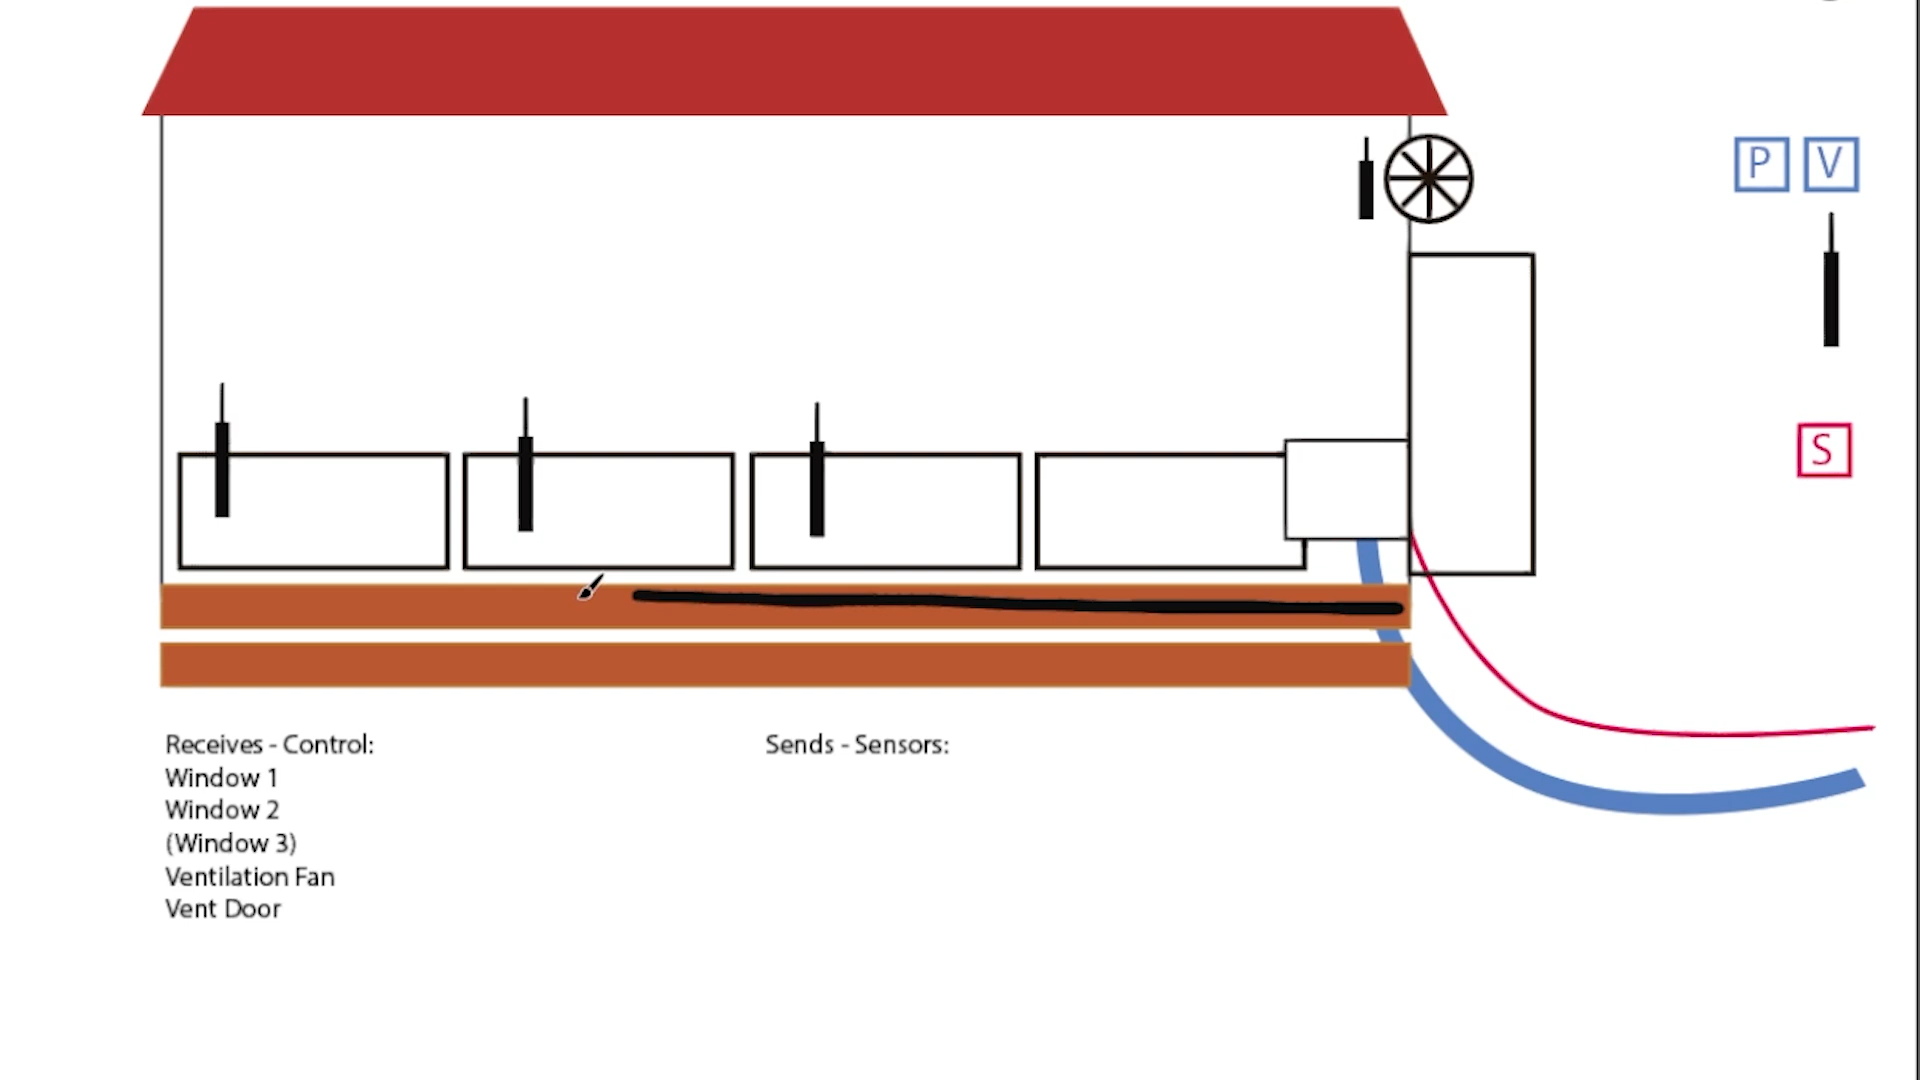 P V
S
Receives - Control:
Window 1
Window 2
(Window 3)
Ventilation Fan
Vent Door
Sends - Sensors: